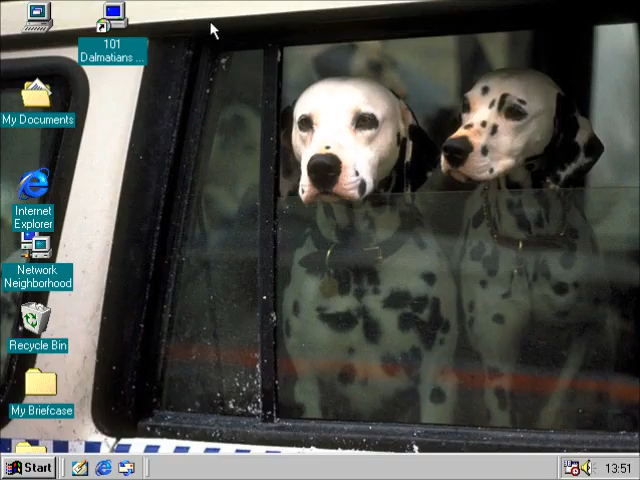 101
Dalmatians ...
My Documents
Internet
Explorer
Network
Neighborhood
Recycle Bin
My Briefcase
Start
13:51